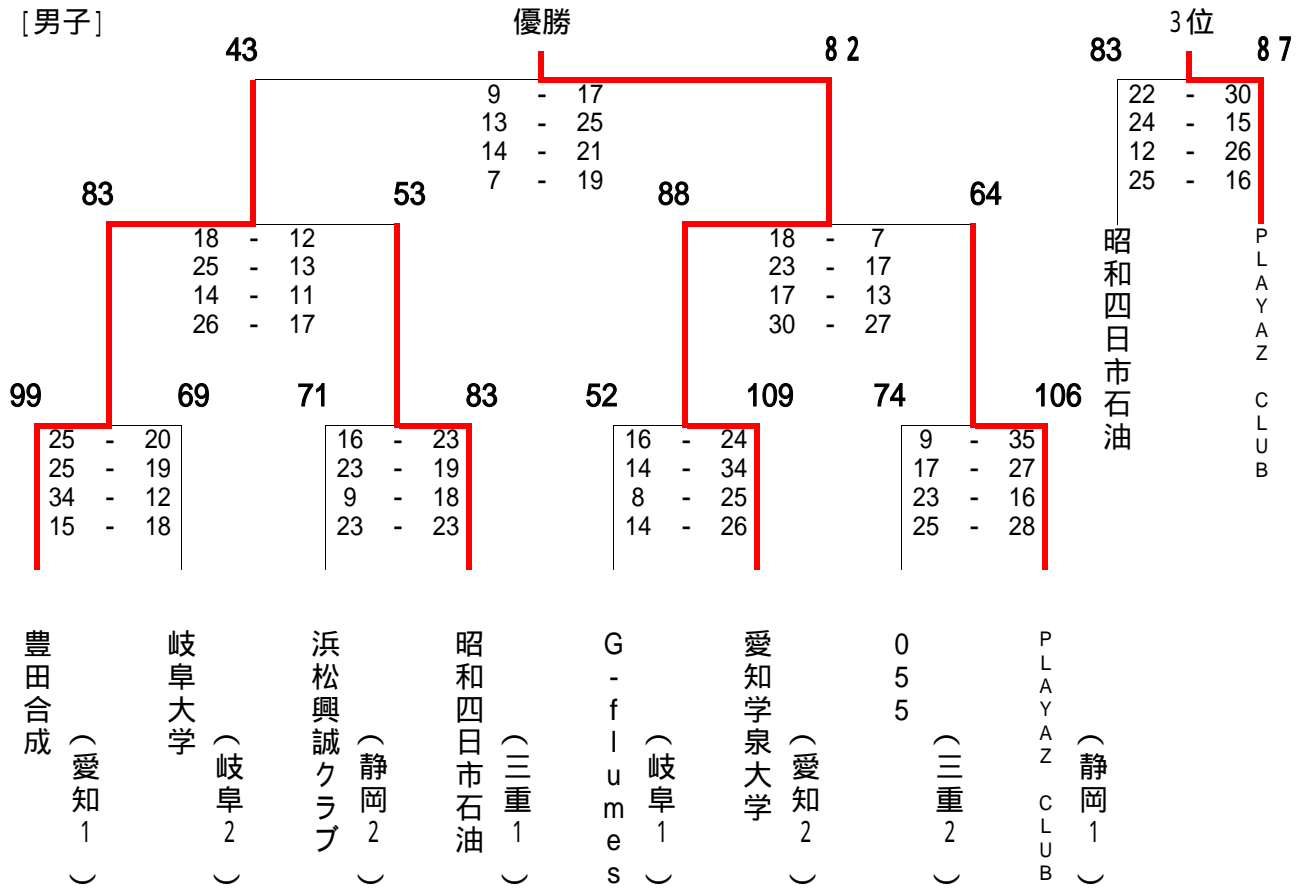 [男子]
優勝
3位
43
82
83
87
9 - 17
13 - 25
14 - 21
7 - 19
22 - 30
24 - 15
12 - 26
25 - 16
83
53
88
64
18 - 12
25 - 13
14 - 11
26 - 17
18 - 7
23 - 17
17 - 13
30 - 27
昭和四日市石油
PLAYAZ CLUB
99
69
71
83
52
109
74
106
25 - 20
25 - 19
34 - 12
15 - 18
16 - 23
23 - 19
9 - 18
23 - 23
16 - 24
14 - 34
8 - 25
14 - 26
9 - 35
17 - 27
23 - 16
25 - 28
豊田合成
(愛知1)
岐阜大学
(岐阜2)
浜松興誠クラブ
(静岡2)
昭和四日市石油
(三重1)
G-flumes
(岐阜1)
愛知学泉大学
(愛知2)
055
(三重2)
PLAYAZ CLUB
(静岡1)